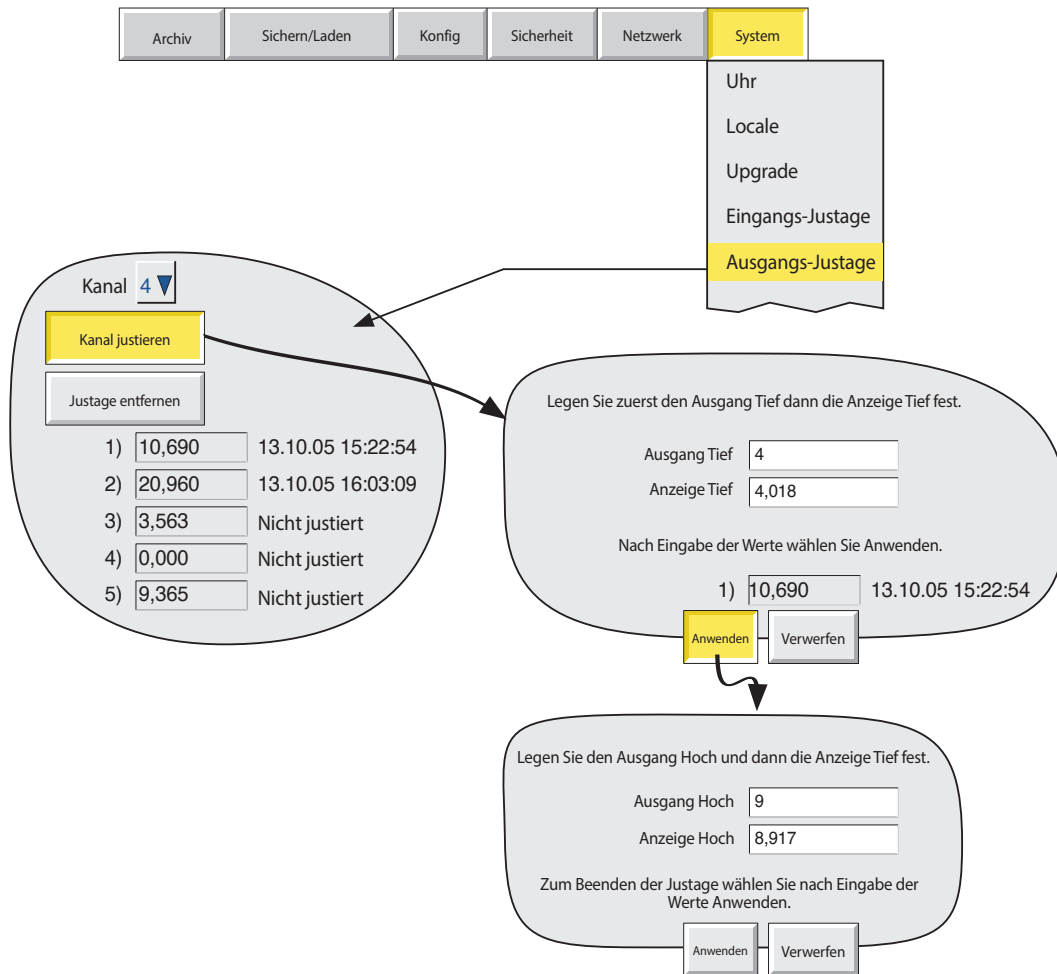 Archiv Sichern/Laden Konfig Sicherheit Netzwerk System
Uhr
Locale
Upgrade
Eingangs-Justage
Ausgangs-Justage
Kanal 4
Kanal justieren
Justage entfernen
1) 10,690 13.10.05 15:22:54
2) 20,960 13.10.05 16:03:09
3) 3,563 Nicht justiert
4) 0,000 Nicht justiert
5) 9,365 Nicht justiert
Legen Sie zuerst den Ausgang Tief dann die Anzeige Tief fest.
Ausgang Tief 4
Anzeige Tief 4,018
Nach Eingabe der Werte wählen Sie Anwenden.
1) 10,690 13.10.05 15:22:54
Anwenden Verwerfen
Legen Sie den Ausgang Hoch und dann die Anzeige Tief fest.
Ausgang Hoch 9
Anzeige Hoch 8,917
Zum Beenden der Justage wählen Sie nach Eingabe der
Werte Anwenden.
Anwenden Verwerfen